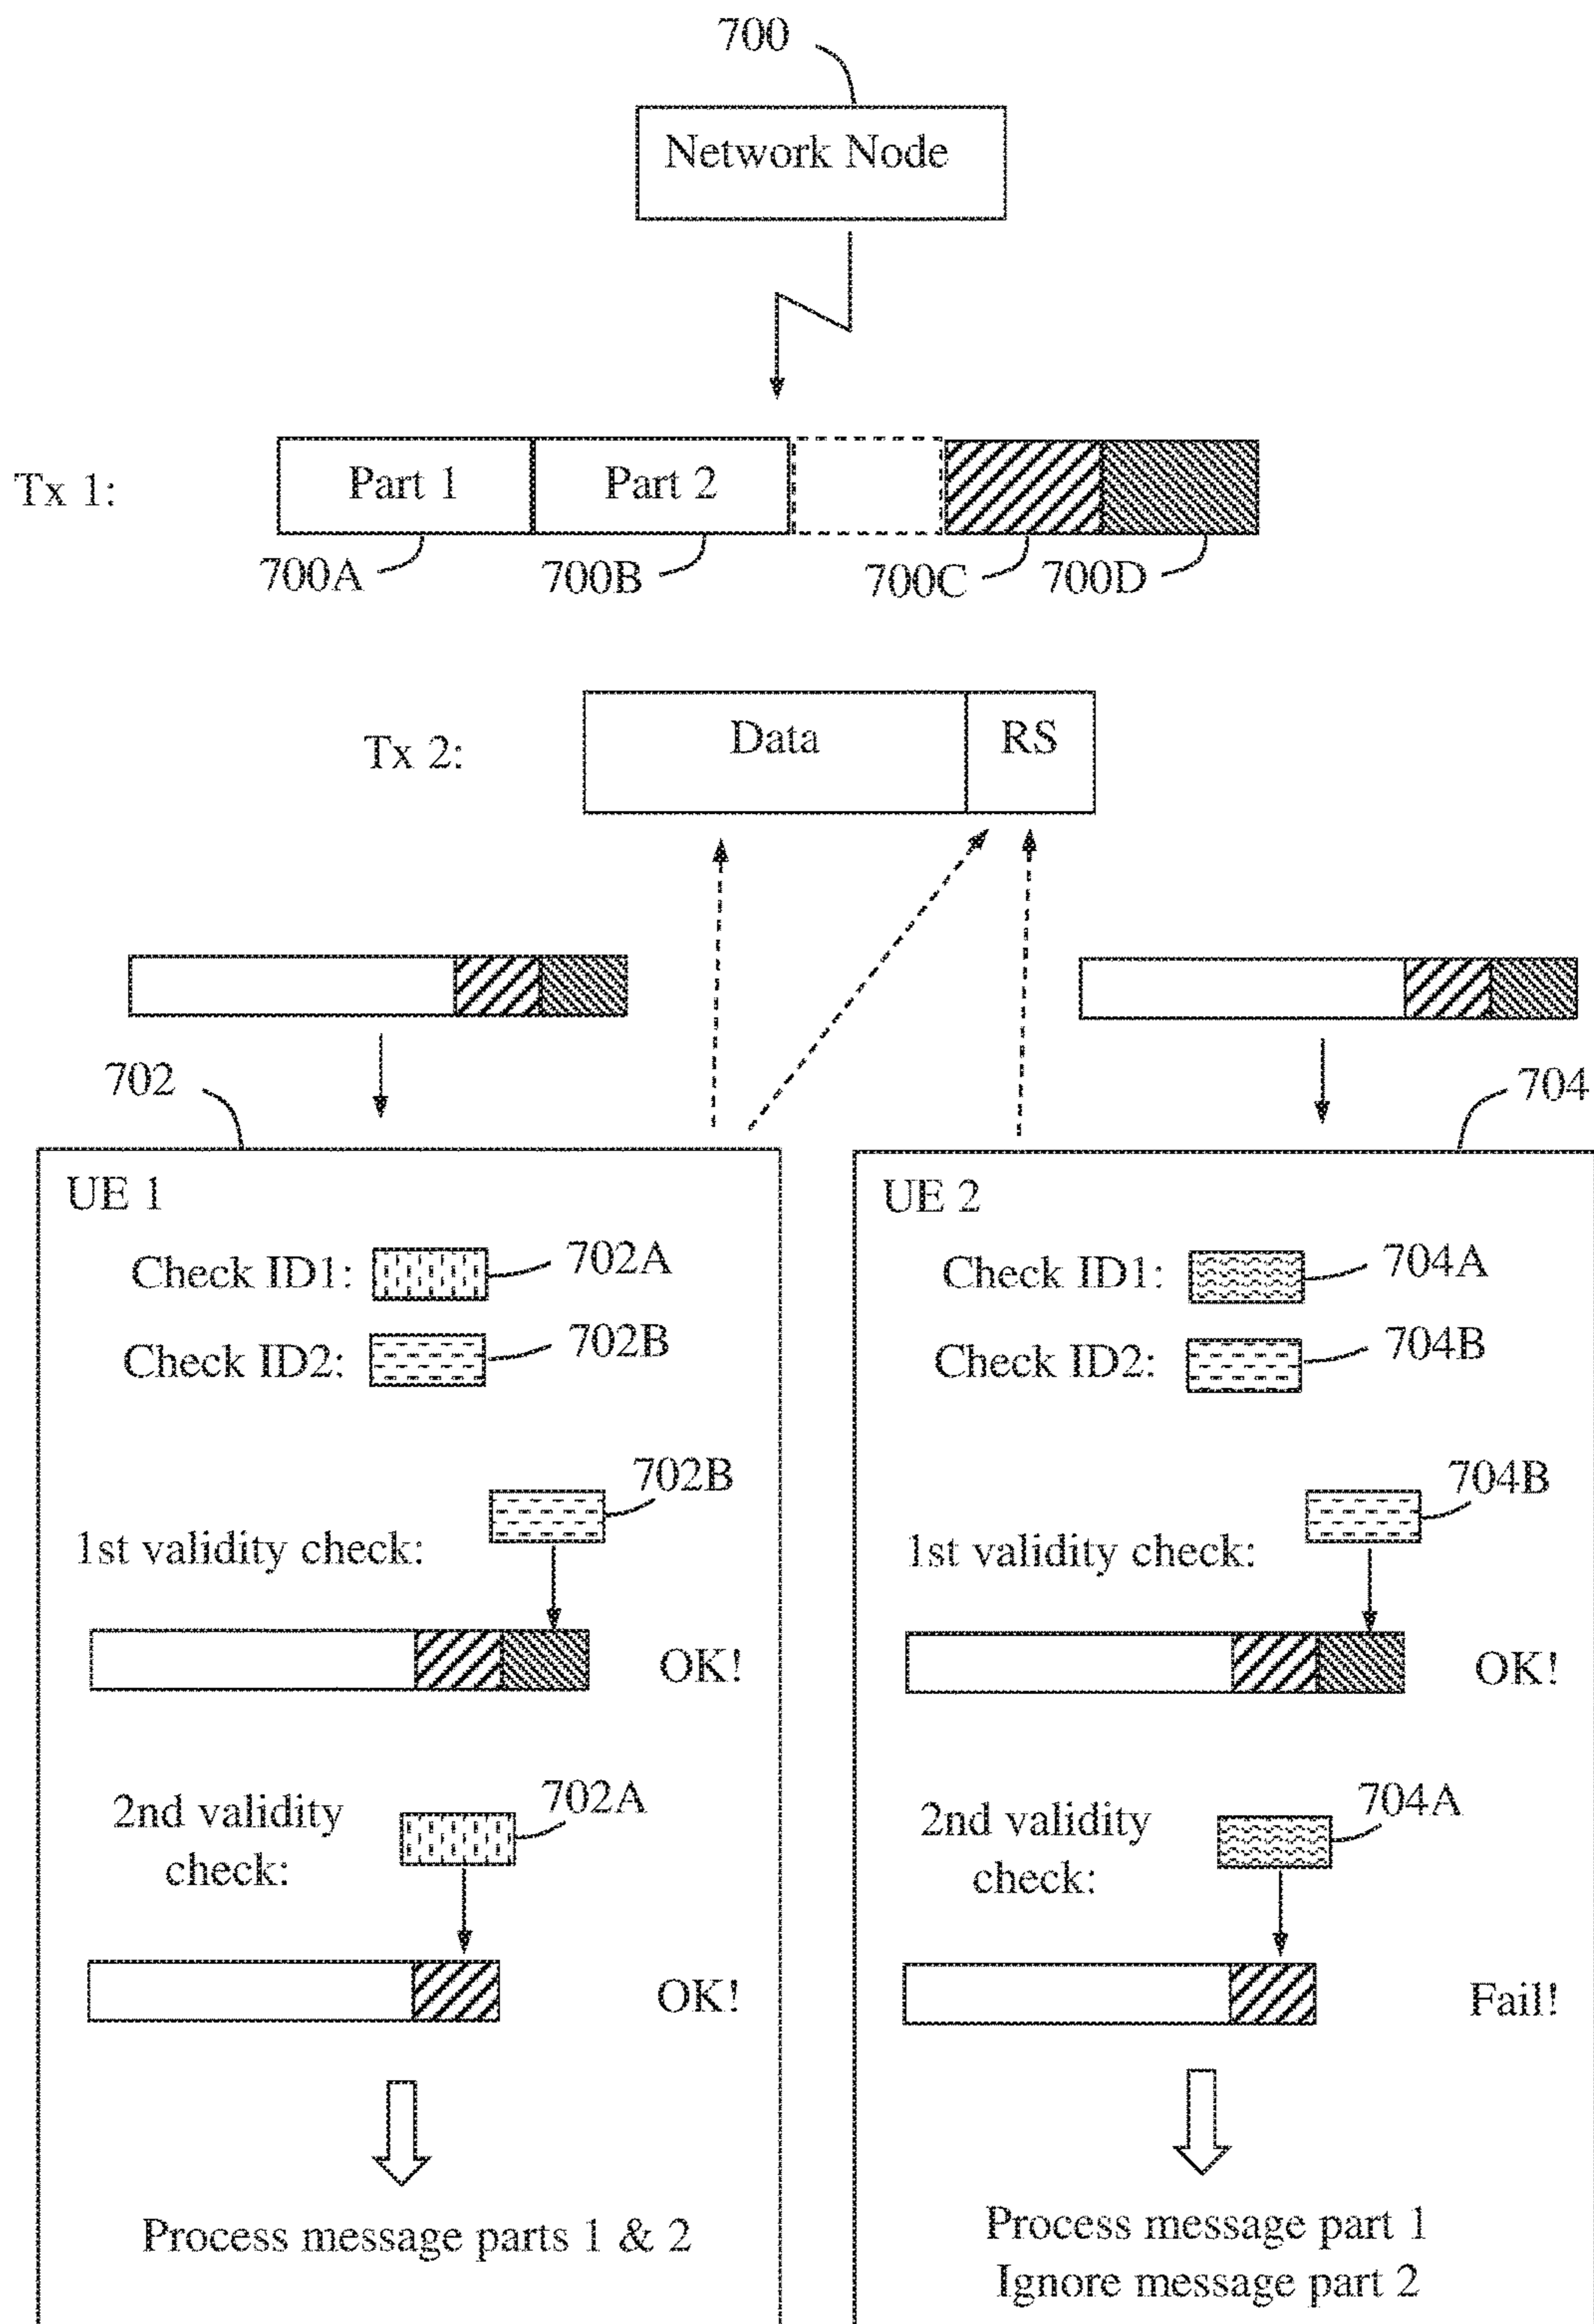 700
Network Node
Tx 1:
Part 1
Part 2
700A
700B
700C
700D
Tx 2:
Data
RS
702
704
UE 1
Check ID1:
702A
Check ID2:
702B
702B
1st validity check:
OK!
702A
2nd validity
check:
OK!
Process message parts 1 & 2
UE 2
Check ID1:
704A
Check ID2:
704B
704B
1st validity check:
OK!
704A
2nd validity
check:
Fail!
Process message part 1
Ignore message part 2